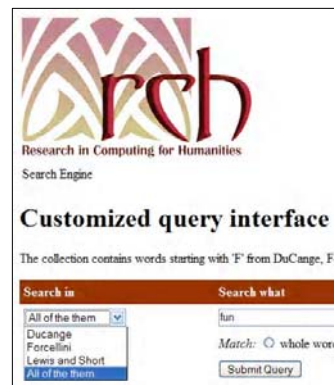 rch
Research in Computing for Humanities
Search Engine
Customized query interface
The collection contains words starting with 'F' from DuCange, F
Search in Search what
All of the them fun
Ducange
Forcellini
Lewis and Short
All of the them
Match: whole wor
Submit Query